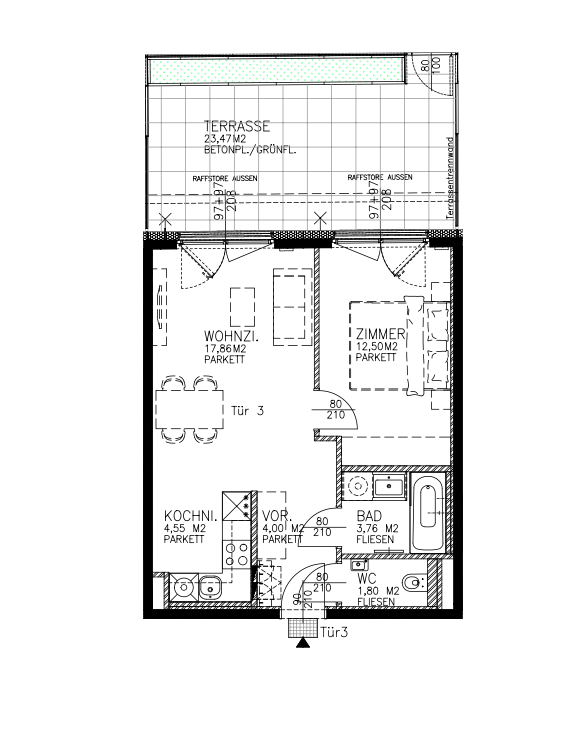 80
100
TERRASSE
23,47M2
BETONPL./GRÜNFL.
Terrassentrennwand
RAFFSTORE AUSSEN
RAFFSTORE AUSSEN
97+97
208
97+97
208
WOHNZI.
17,86M2
PARKETT
ZIMMER
12,50M2
PARKETT
Tür 3
80
210
KOCHNI.
4,55 M2
PARKETT
VOR.
4,00 M2
PARKETT
80
210
BAD
3,76 M2
FLIESEN
80
210
WC
1,80 M2
FLIESEN
90
210
Tür3